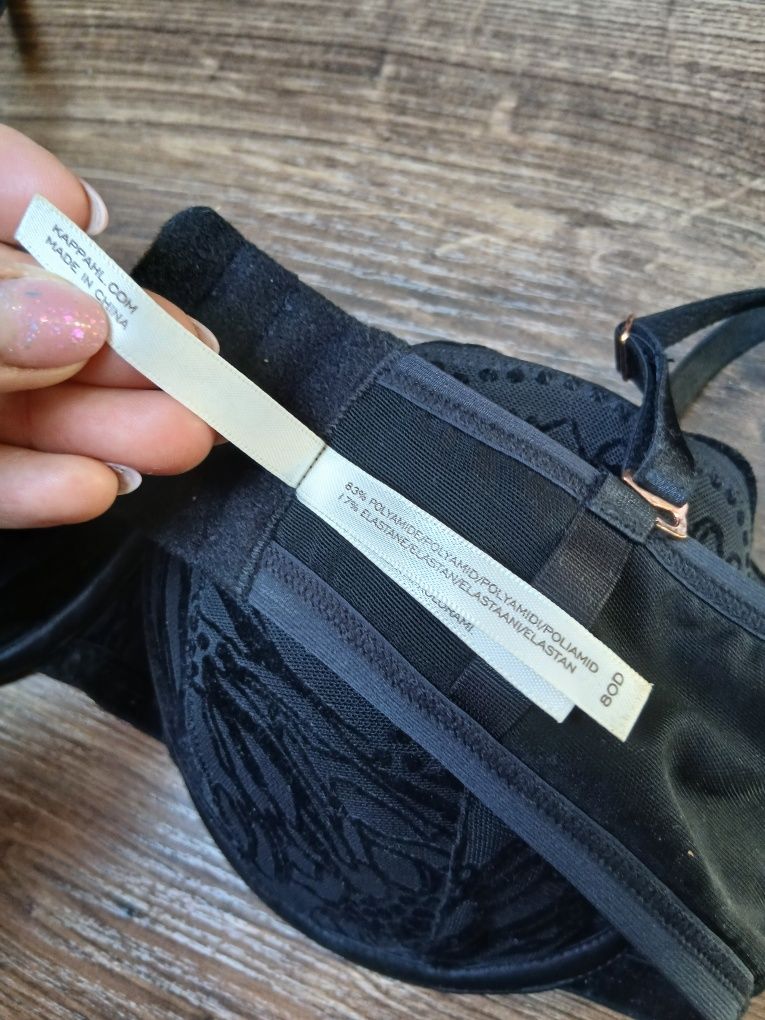 KAPPAHL.COM
MADE IN CHINA
83% POLYAMIDE/POLYAMID/POLYAMIDI/POLIAMID
17% ELASTANE/ELASTAN/ELASTAANI/ELASTAN
80D